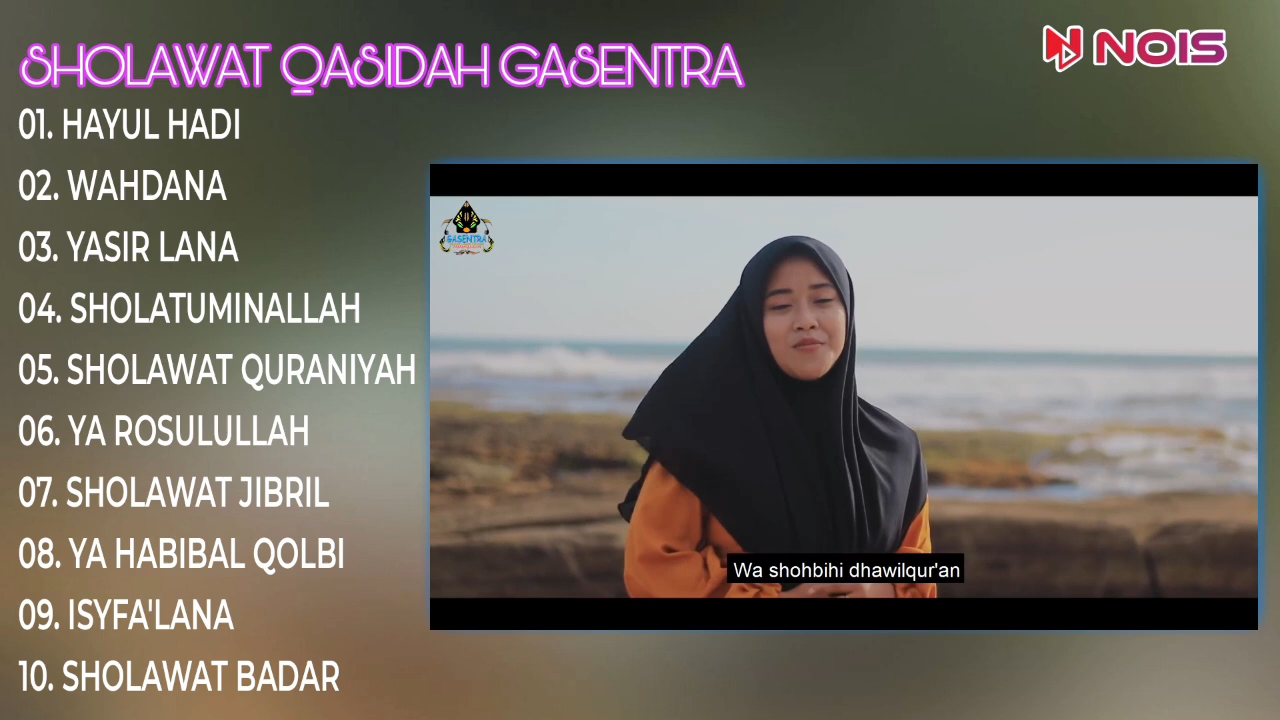 SHOLAWAT QASIDAH GASENTRA
NOIS
01. HAYUL HADI
02. WAHDANA
03. YASIR LANA
04. SHOLATUMINALLAH
05. SHOLAWAT QURANIYAH
06. YA ROSULULLAH
07. SHOLAWAT JIBRIL
08. YA HABIBAL QOLBI
09. ISYFA'LANA
10. SHOLAWAT BADAR
GASENTRA
Wa shohbihi dhawilqur'an